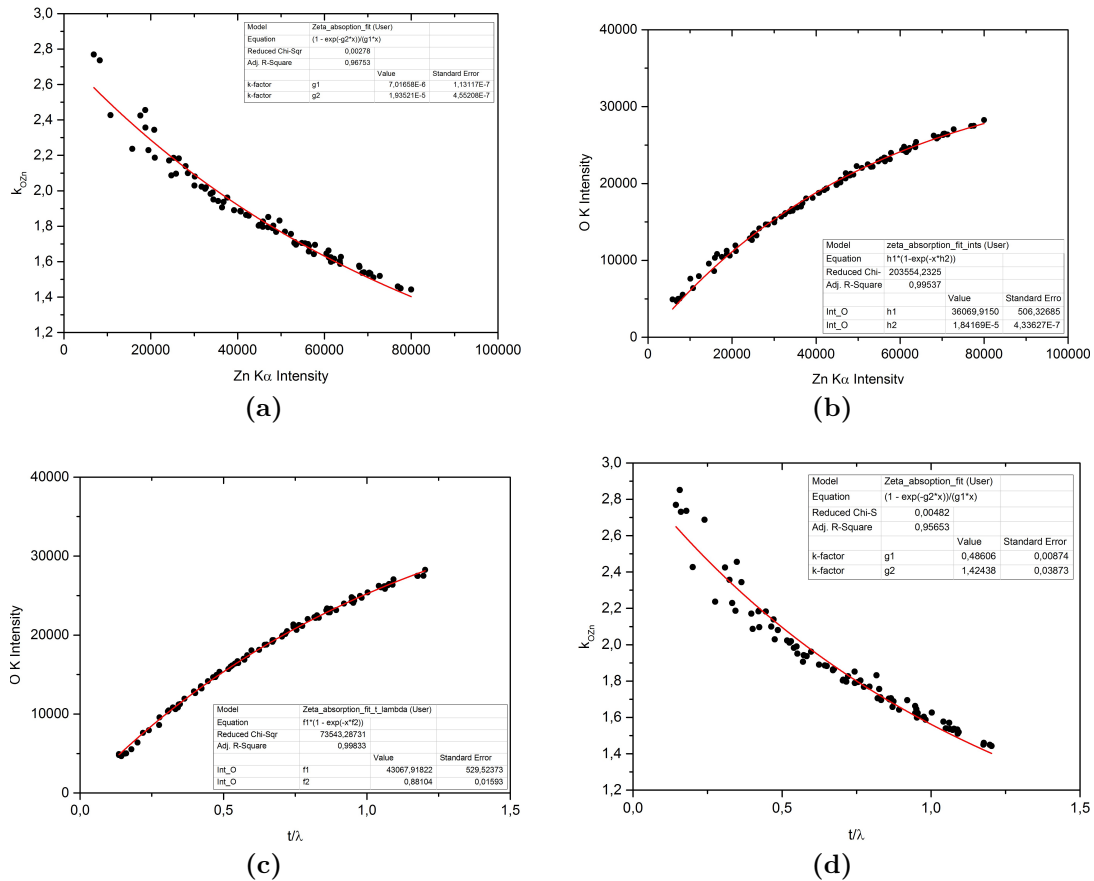 Model Zeta_absoption_fit (User)
Equation (1 - exp(-g2*x))/(g1*x)
Reduced Chi-Sqr 0,00278
Adj. R-Square 0,96753
Value Standard Error
k-factor g1 7,01658E-6 1,13117E-7
k-factor g2 1,93521E-5 4,55208E-7
3,0
2,8
2,6
2,4
2,2
2,0
1,8
1,6
1,4
1,2
kOZn
0 20000 40000 60000 80000 100000
Zn Kα Intensity
(a)
40000
30000
20000
10000
0
O K Intensity
Model zeta_absorption_fit_ints (User)
Equation h1*(1-exp(-x*h2))
Reduced Chi- 203554,2325
Adj. R-Square 0,99537
Value Standard Erro
Int_O h1 36069,9150 506,32685
Int_O h2 1,84169E-5 4,33627E-7
0 20000 40000 60000 80000 100000
Zn Kα Intensity
(b)
40000
30000
20000
10000
0
O K Intensity
Model Zeta_absorption_fit_t_lambda (User)
Equation f1*(1 - exp(-x*f2))
Reduced Chi-Sqr 73543,28731
Adj. R-Square 0,99833
Value Standard Error
Int_O f1 43067,91822 529,52373
Int_O f2 0,88104 0,01593
0,0 0,5 1,0 1,5
t/λ
(c)
3,0
2,8
2,6
2,4
2,2
2,0
1,8
1,6
1,4
1,2
kOZn
Model Zeta_absoption_fit (User)
Equation (1 - exp(-g2*x))/(g1*x)
Reduced Chi-S 0,00482
Adj. R-Square 0,95653
Value Standard Error
k-factor g1 0,48606 0,00874
k-factor g2 1,42438 0,03873
0,0 0,5 1,0 1,5
t/λ
(d)